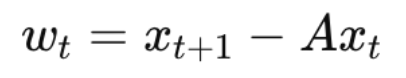 w_t = x_{t+1} − Ax_t